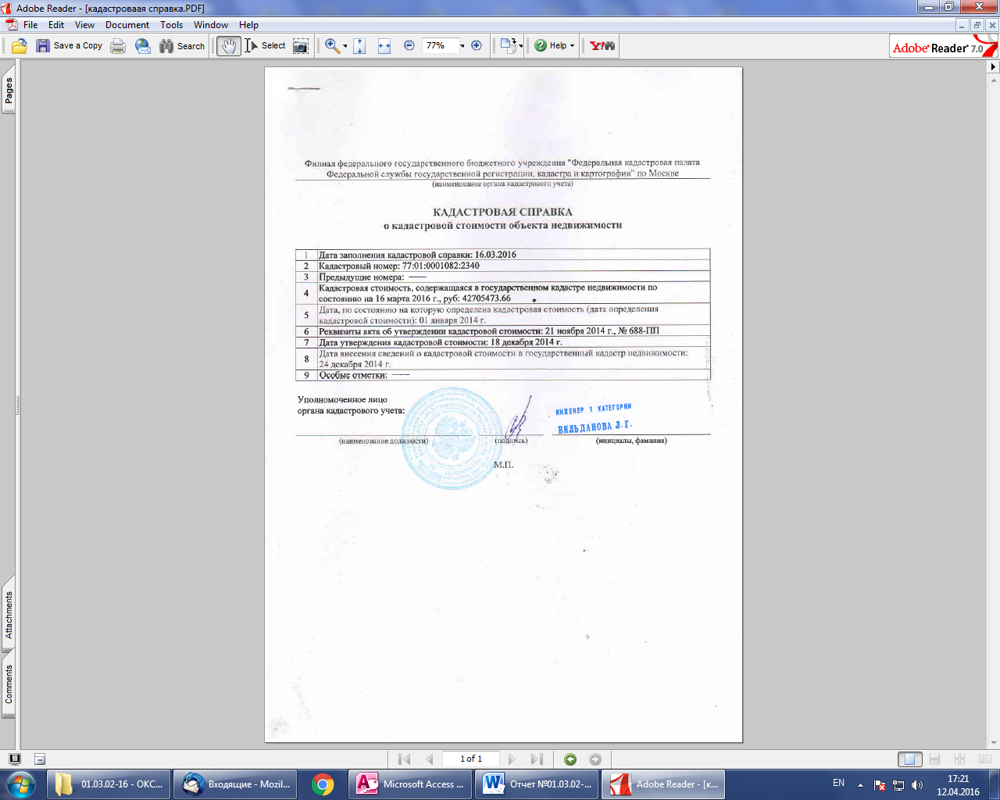 Adobe Reader - [кадастроваая справка.PDF]
File Edit View Document Tools Window Help
Save a Copy Search Select 77% Help Y! Adobe Reader 7.0
Pages
Attachments
Comments
Филиал федерального государственного бюджетного учреждения "Федеральная кадастровая палата
Федеральной службы государственной регистрации, кадастра и картографии" по Москве
(наименование органа кадастрового учета)
КАДАСТРОВАЯ СПРАВКА
о кадастровой стоимости объекта недвижимости
1 Дата заполнения кадастровой справки: 16.03.2016
2 Кадастровый номер: 77:01:0001082:2340
3 Предыдущие номера: ——
4 Кадастровая стоимость, содержащаяся в государственном кадастре недвижимости по
состоянию на 16 марта 2016 г., руб: 42705473.66
5 Дата, по состоянию на которую определена кадастровая стоимость (дата определения
кадастровой стоимости): 01 января 2014 г.
6 Реквизиты акта об утверждении кадастровой стоимости: 21 ноября 2014 г., № 688-ПП
7 Дата утверждения кадастровой стоимости: 18 декабря 2014 г.
8 Дата внесения сведений о кадастровой стоимости в государственный кадастр недвижимости:
24 декабря 2014 г.
9 Особые отметки: ——
Уполномоченное лицо
органа кадастрового учета:
ИНЖЕНЕР 1 КАТЕГОРИИ
ВИЛЬДАНОВА Л.Г.
(наименование должности) (подпись) (инициалы, фамилия)
М.П.
1 of 1
01.03.02-16 - ОКС... Входящие - Mozil... Microsoft Access ... Отчет №01.03.02-... Adobe Reader - [к... EN 17:21
12.04.2016